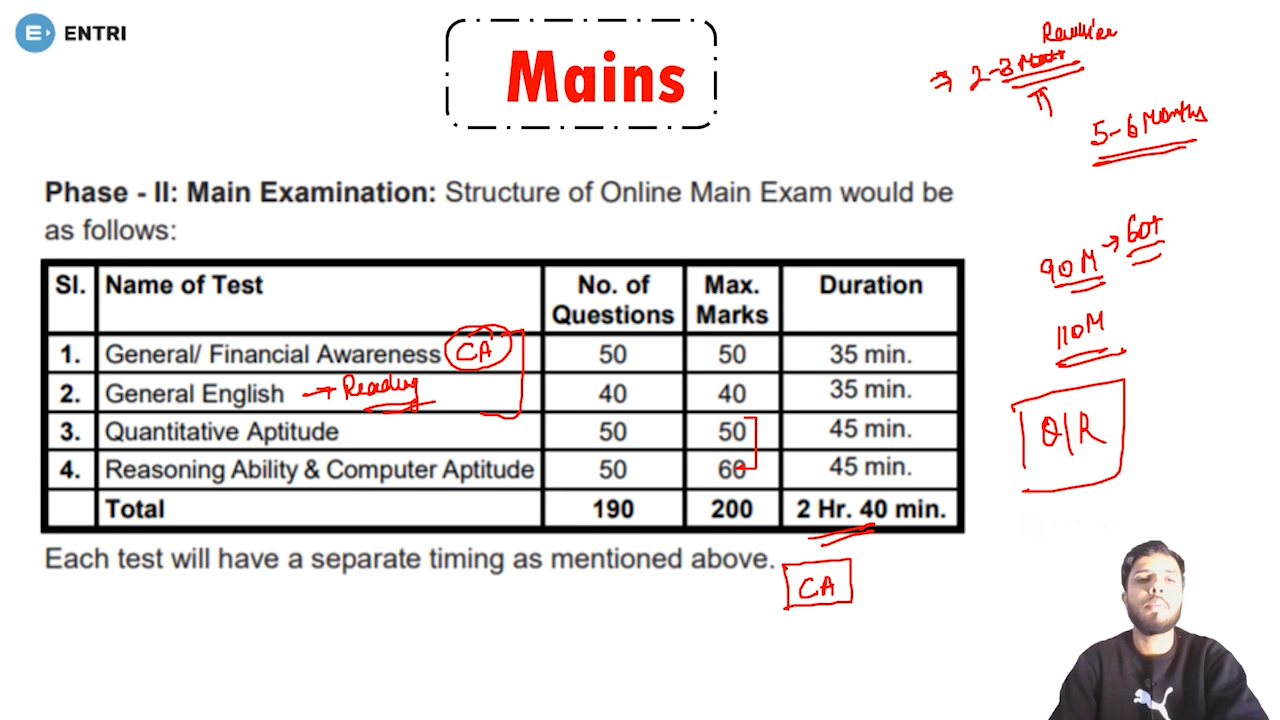 ENTRI
Mains
Revision
→ 2-3
5-6 Months
Phase - II: Main Examination: Structure of Online Main Exam would be
as follows:
90M → 60+
110M
Sl. Name of Test No. of Questions Max. Marks Duration
1. General/ Financial Awareness CA 50 50 35 min.
2. General English → Reading 40 40 35 min.
3. Quantitative Aptitude 50 50 45 min.
4. Reasoning Ability & Computer Aptitude 50 60 45 min.
Total 190 200 2 Hr. 40 min.
Q/R
Each test will have a separate timing as mentioned above.
CA